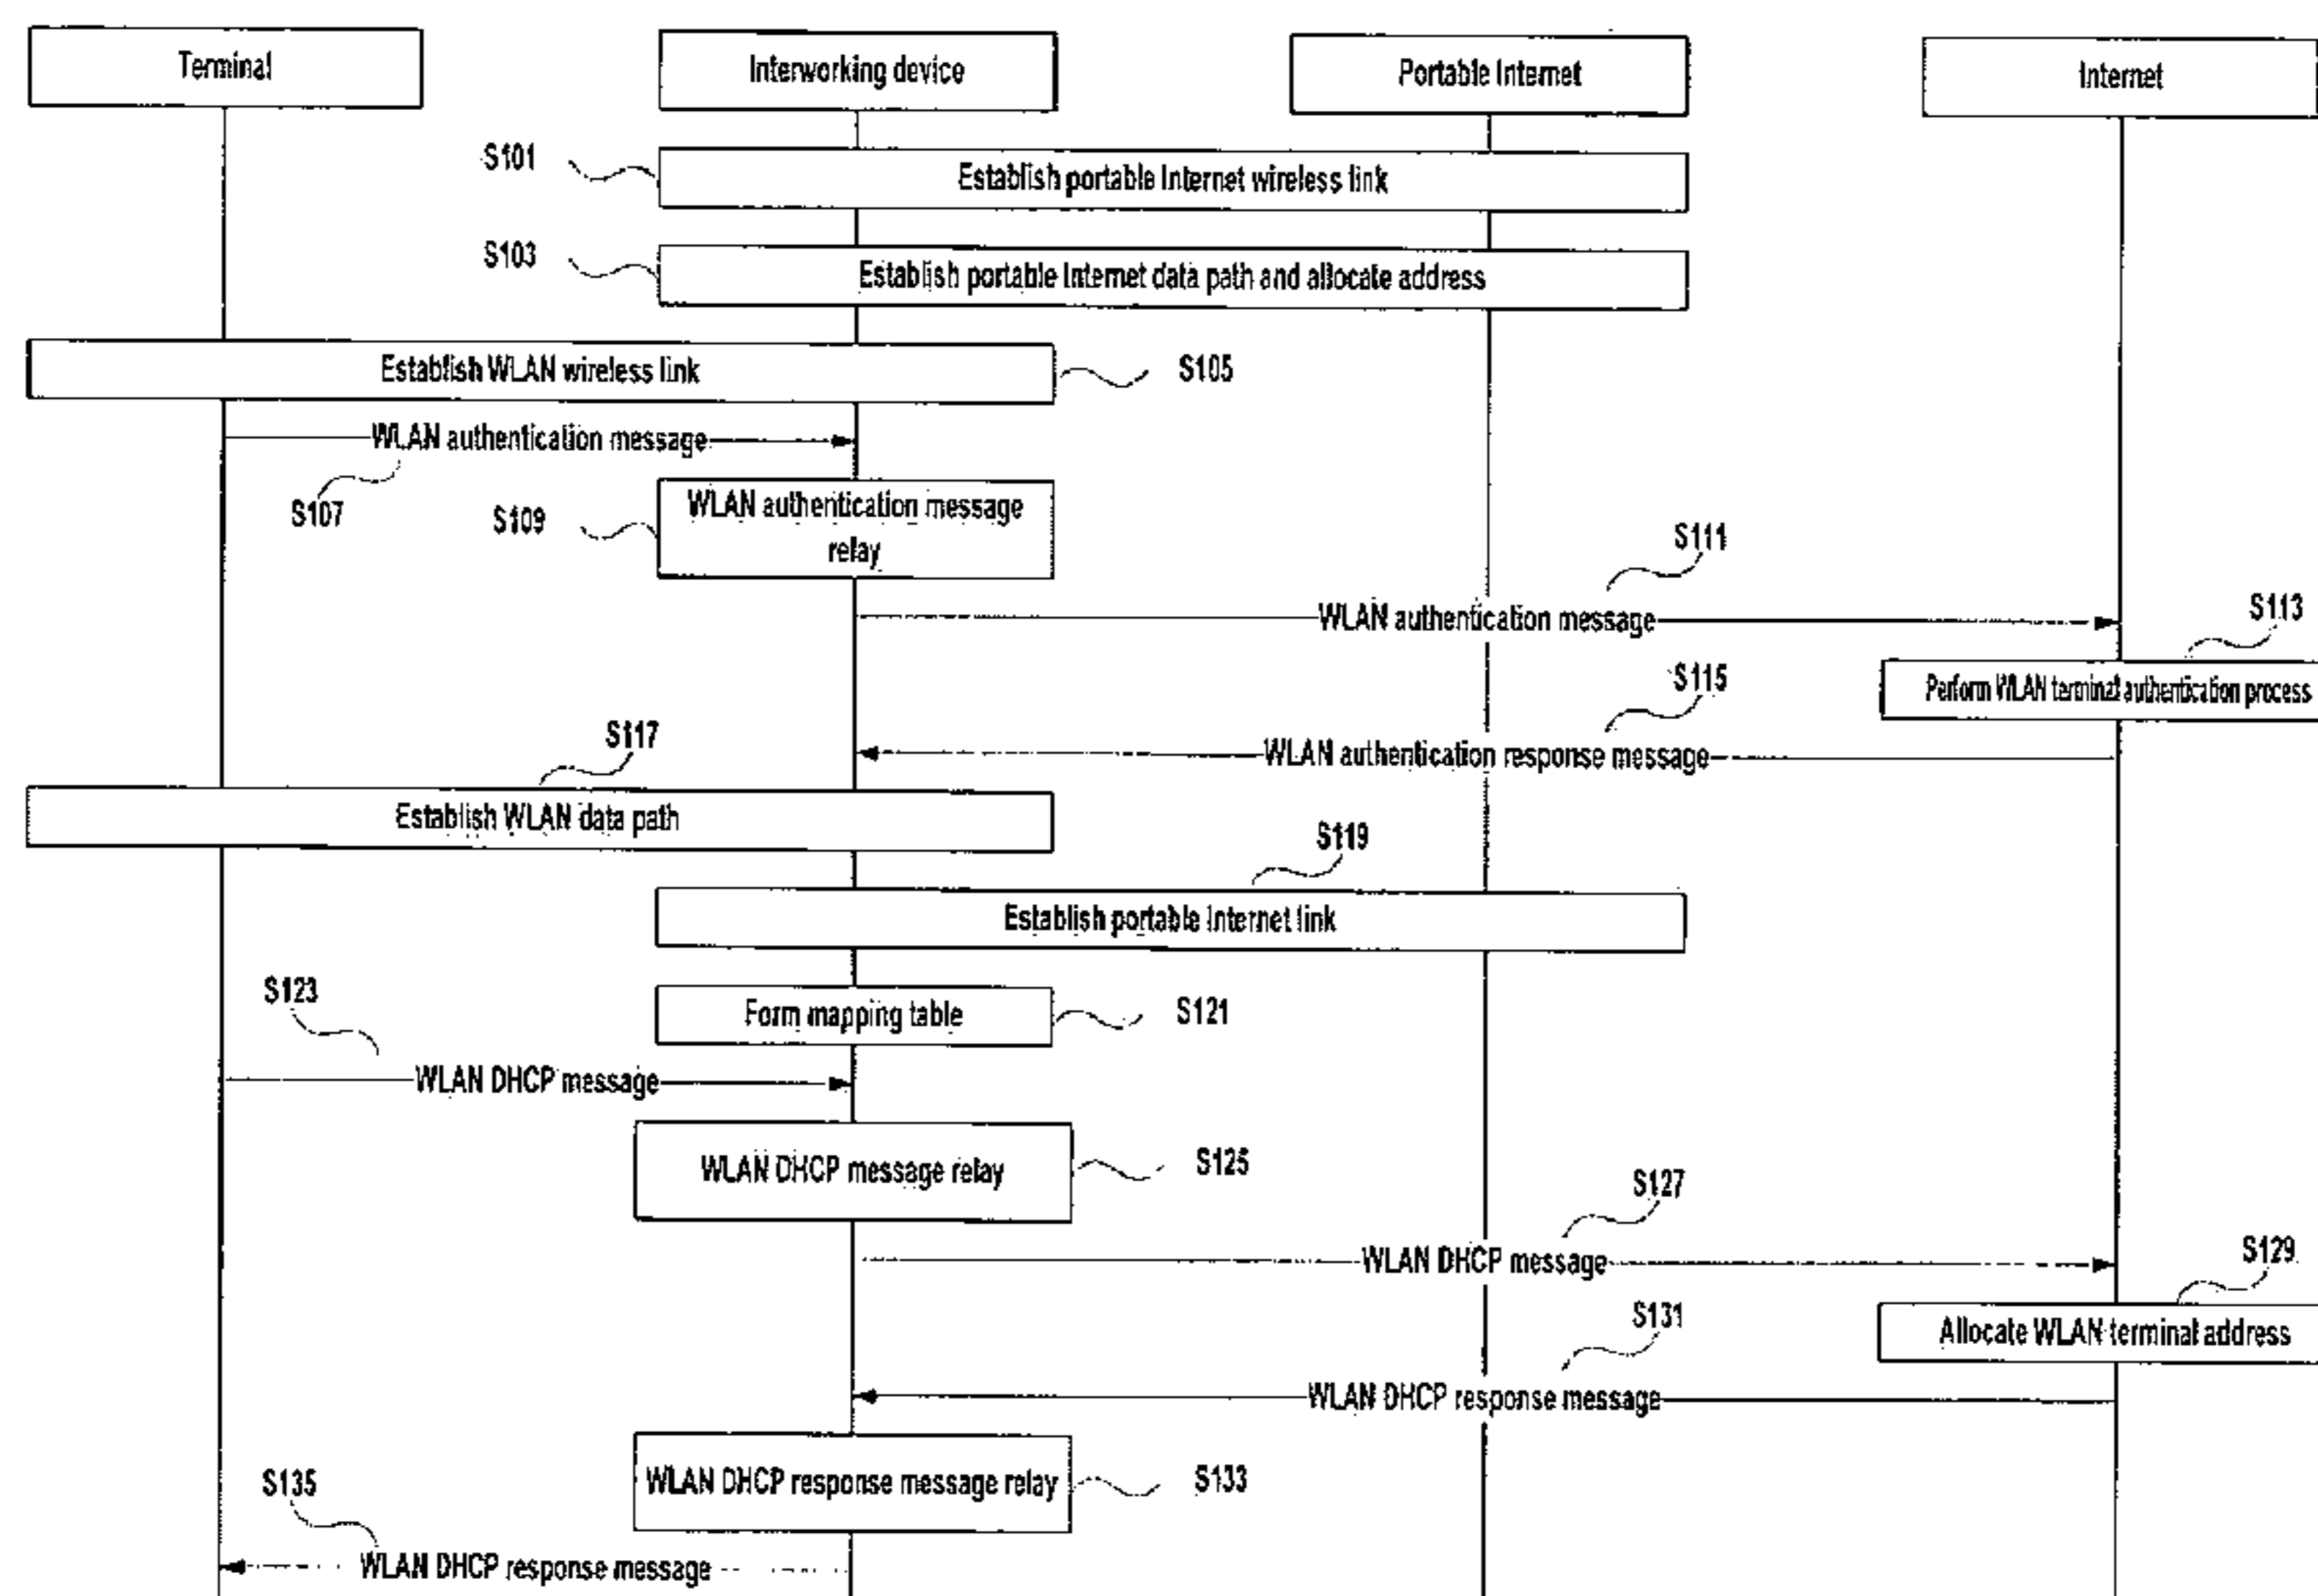 Terminal
Interworking device
Portable Internet
Internet
S101
Establish portable Internet wireless link
S103
Establish portable Internet data path and allocate address
Establish WLAN wireless link
S105
WLAN authentication message
S107
S109
WLAN authentication message
relay
S111
WLAN authentication message
S113
Perform WLAN terminal authentication process
S115
WLAN authentication response message
S117
Establish WLAN data path
S119
Establish portable Internet link
S123
Form mapping table
S121
WLAN DHCP message
WLAN DHCP message relay
S125
S127
WLAN DHCP message
S129
Allocate WLAN terminal address
S131
WLAN DHCP response message
WLAN DHCP response message relay
S133
S135
WLAN DHCP response message